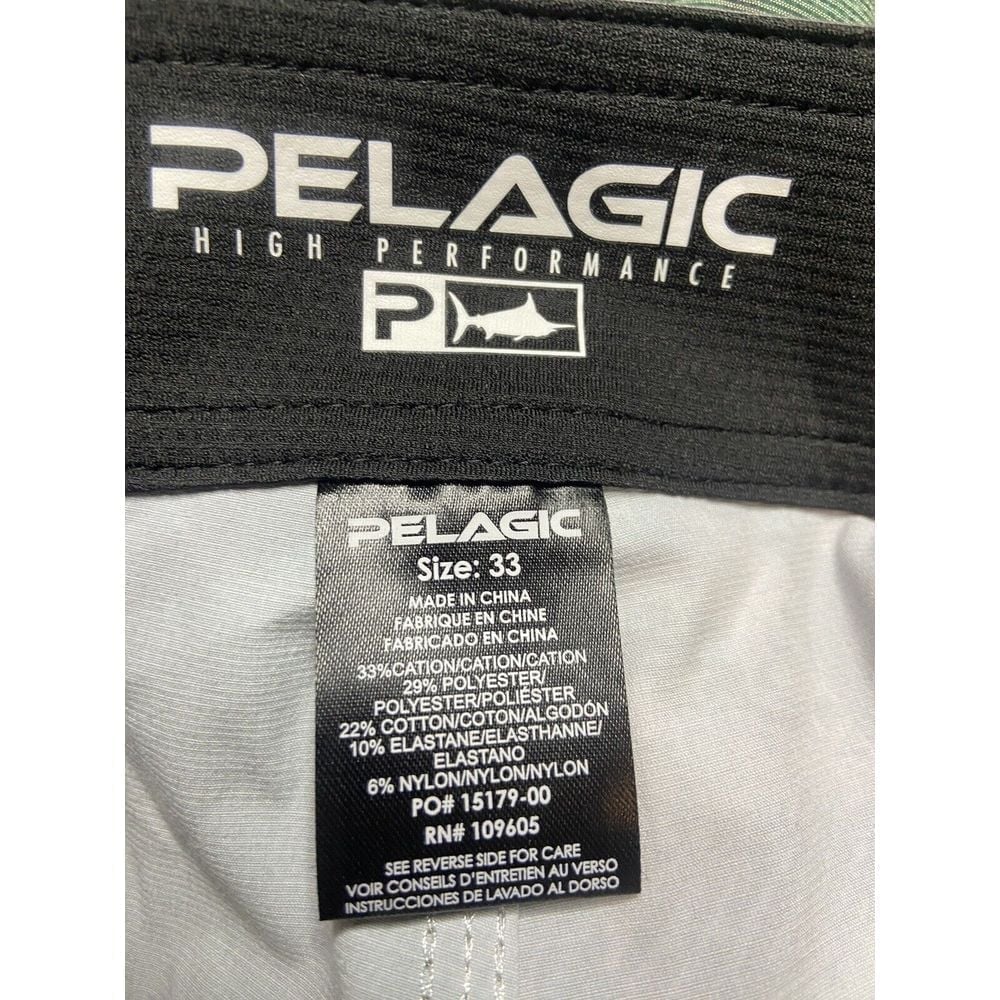 PELAGIC
HIGH PERFORMANCE
P
PELAGIC
Size: 33
MADE IN CHINA
FABRIQUE EN CHINE
FABRICADO EN CHINA
33%CATION/CATION/CATION
29% POLYESTER/
POLYESTER/POLIÉSTER
22% COTTON/COTON/ALGODÓN
10% ELASTANE/ELASTHANNE/
ELASTANO
6% NYLON/NYLON/NYLON
PO# 15179-00
RN# 109605
SEE REVERSE SIDE FOR CARE
VOIR CONSEILS D'ENTRETIEN AU VERSO
INSTRUCCIONES DE LAVADO AL DORSO